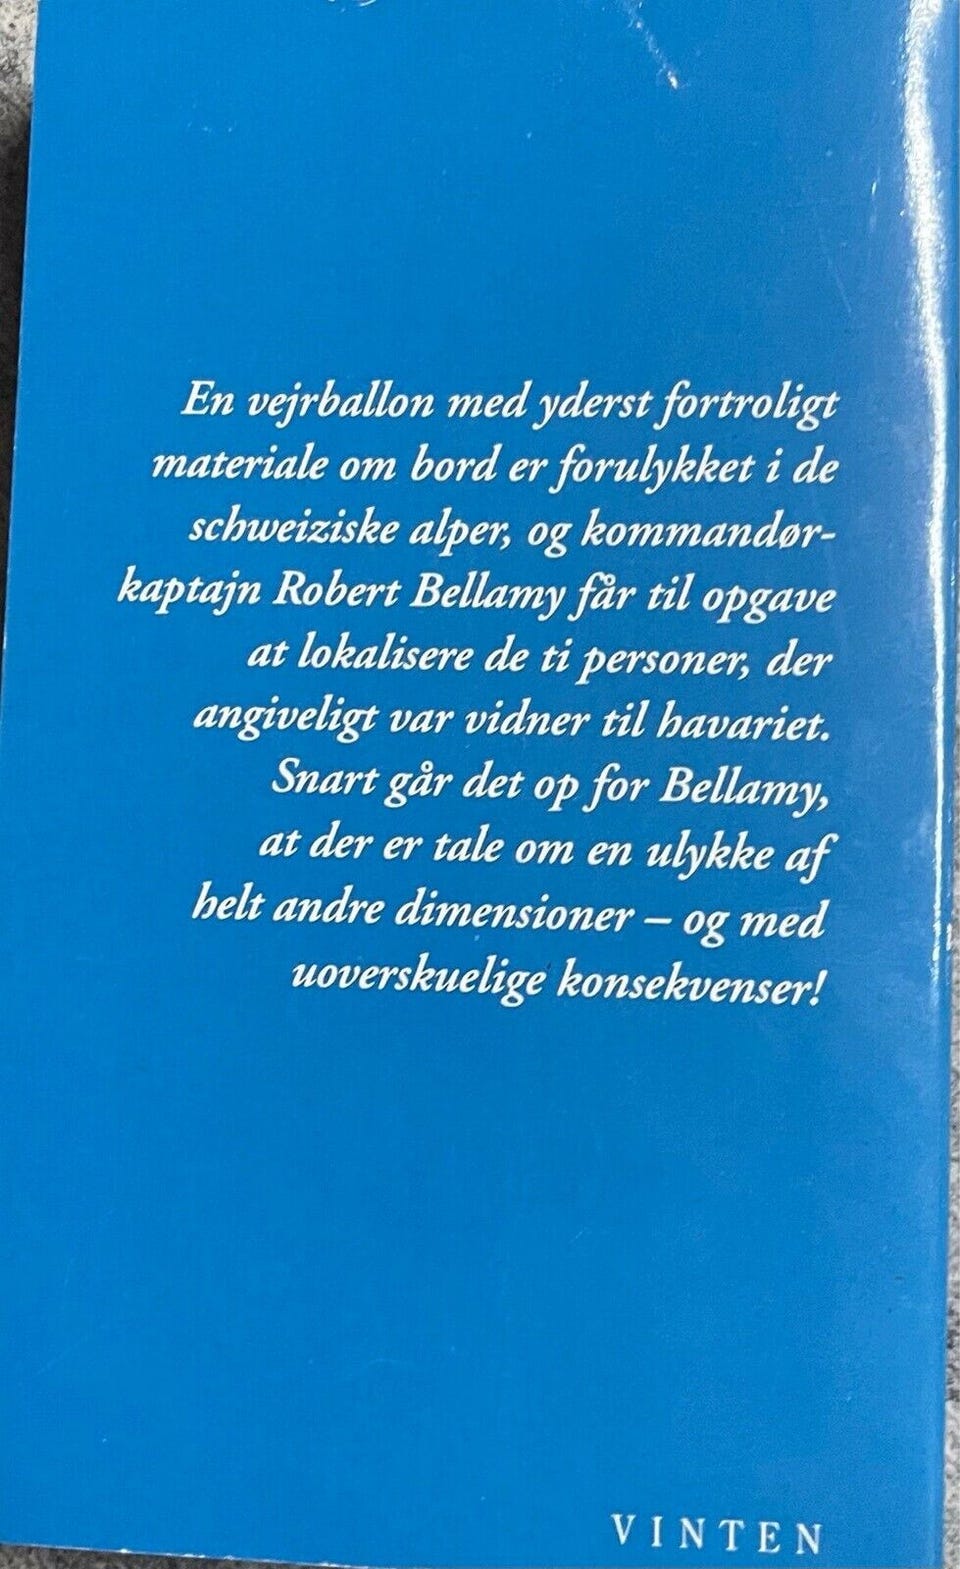 En vejrballon med yderst fortroligt
materiale om bord er forulykket i de
schweiziske alper, og kommandør-
kaptajn Robert Bellamy får til opgave
at lokalisere de ti personer, der
angiveligt var vidner til havariet.
Snart går det op for Bellamy,
at der er tale om en ulykke af
helt andre dimensioner – og med
uoverskuelige konsekvenser!
VINTEN